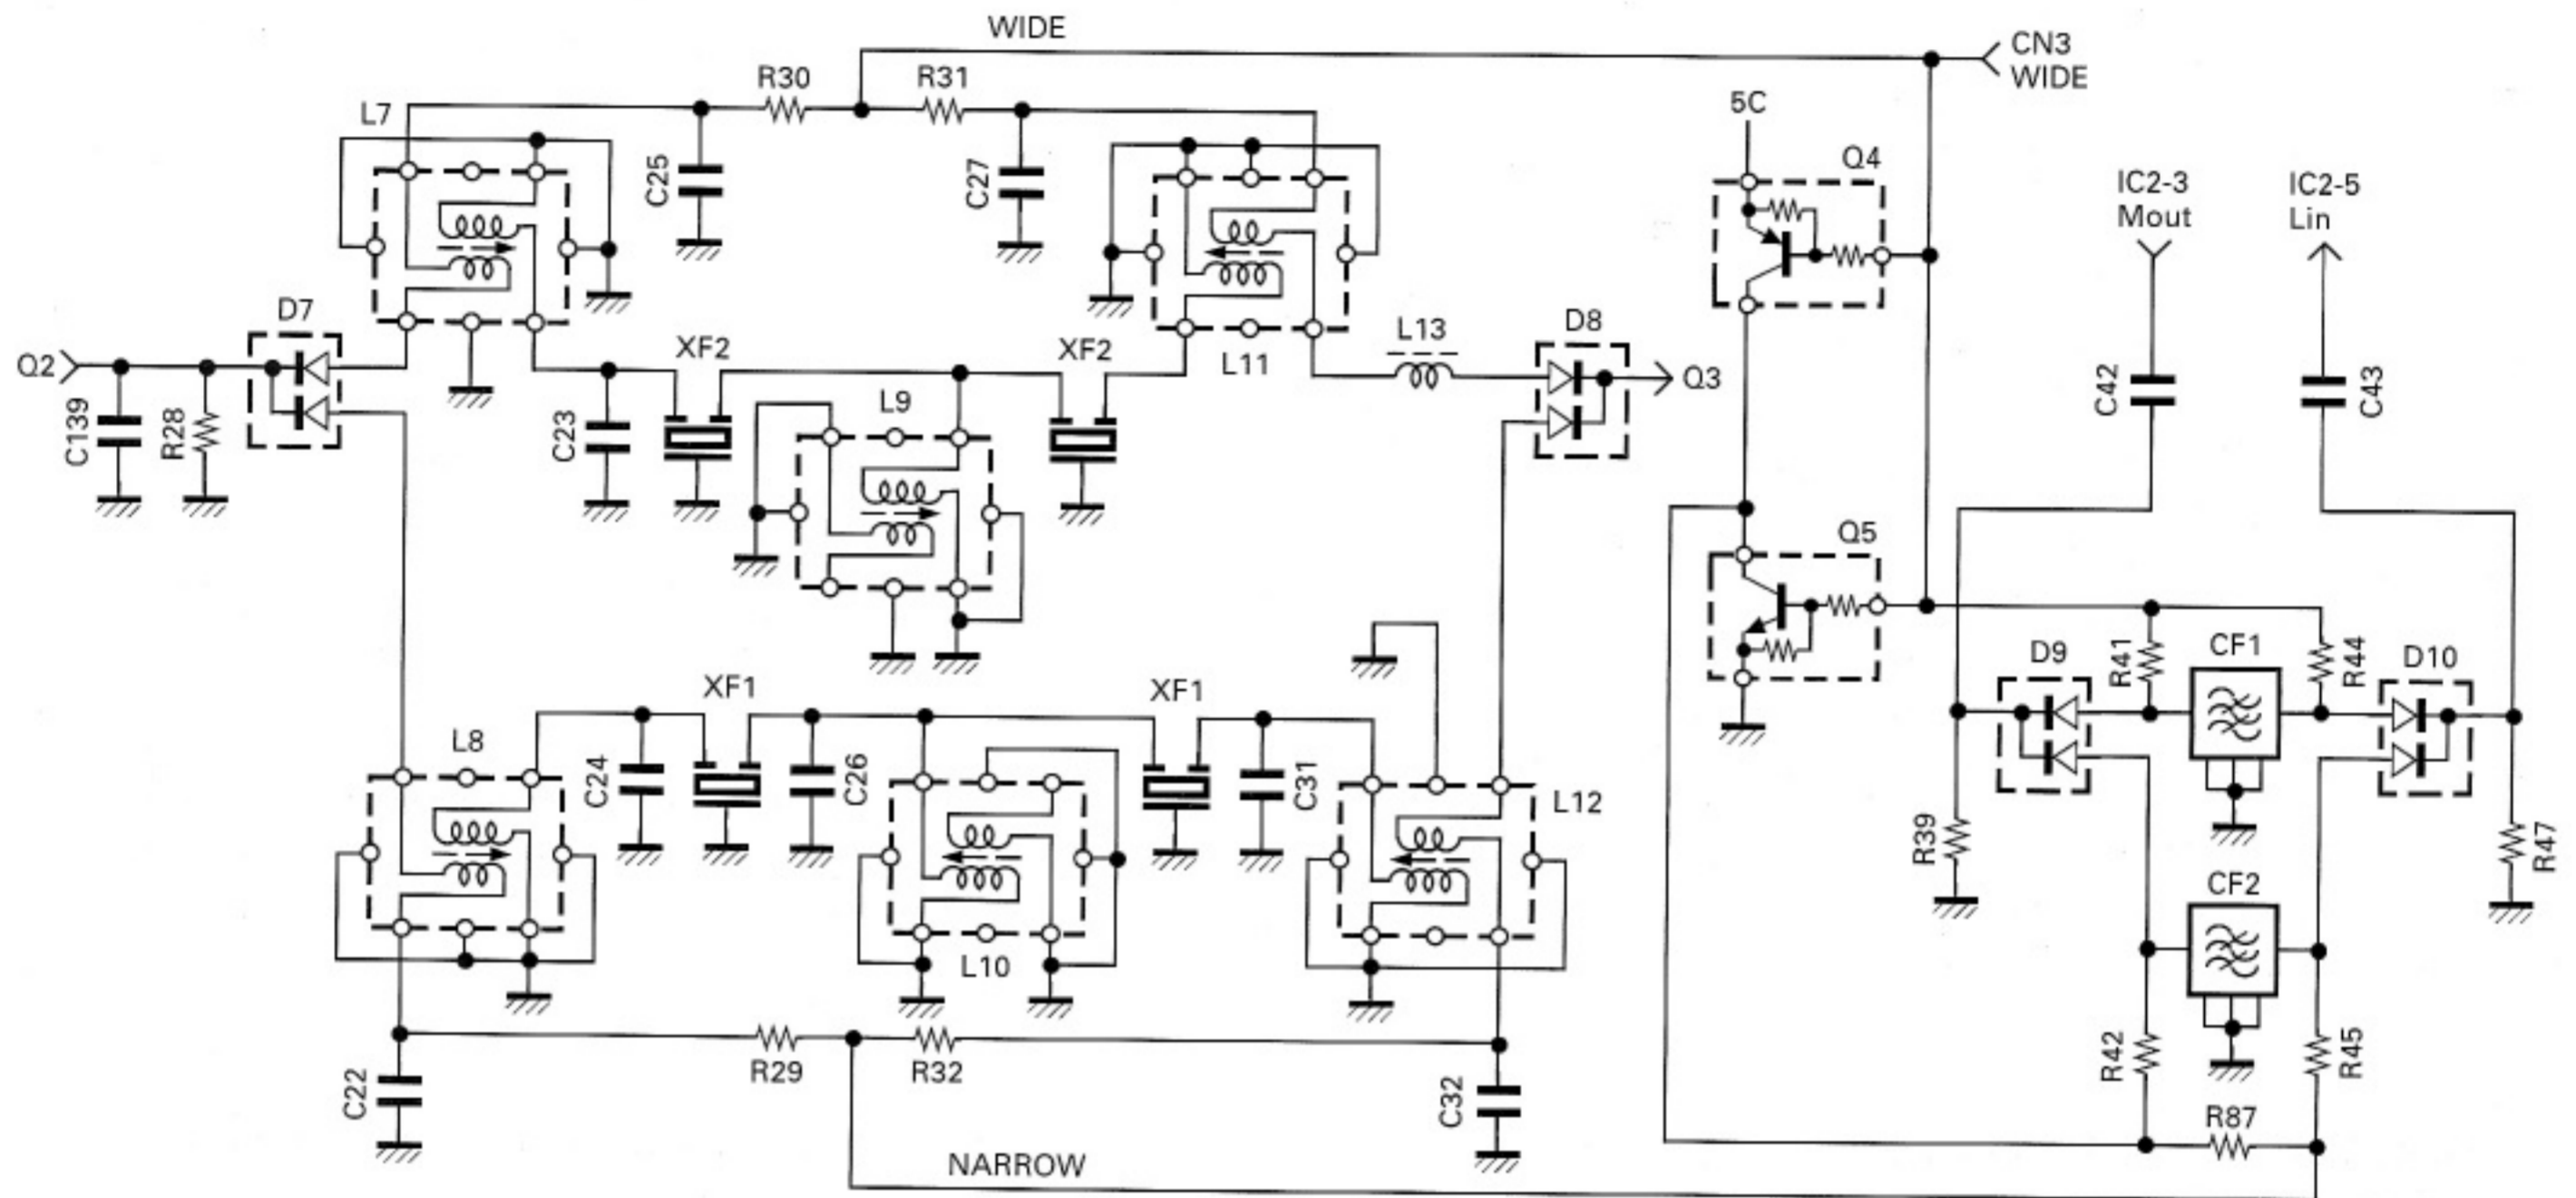 WIDE
CN3
WIDE
R30
R31
L7
5C
Q4
C25
C27
IC2-3
Mout
IC2-5
Lin
D7
XF2
XF2
L13
D8
L11
Q2
Q3
C139
R28
C23
L9
C42
C43
Q5
XF1
XF1
D9
R41
CF1
R44
D10
L8
C24
C26
C31
L12
R39
R47
CF2
L10
R29
R32
R42
R45
C22
C32
R87
NARROW